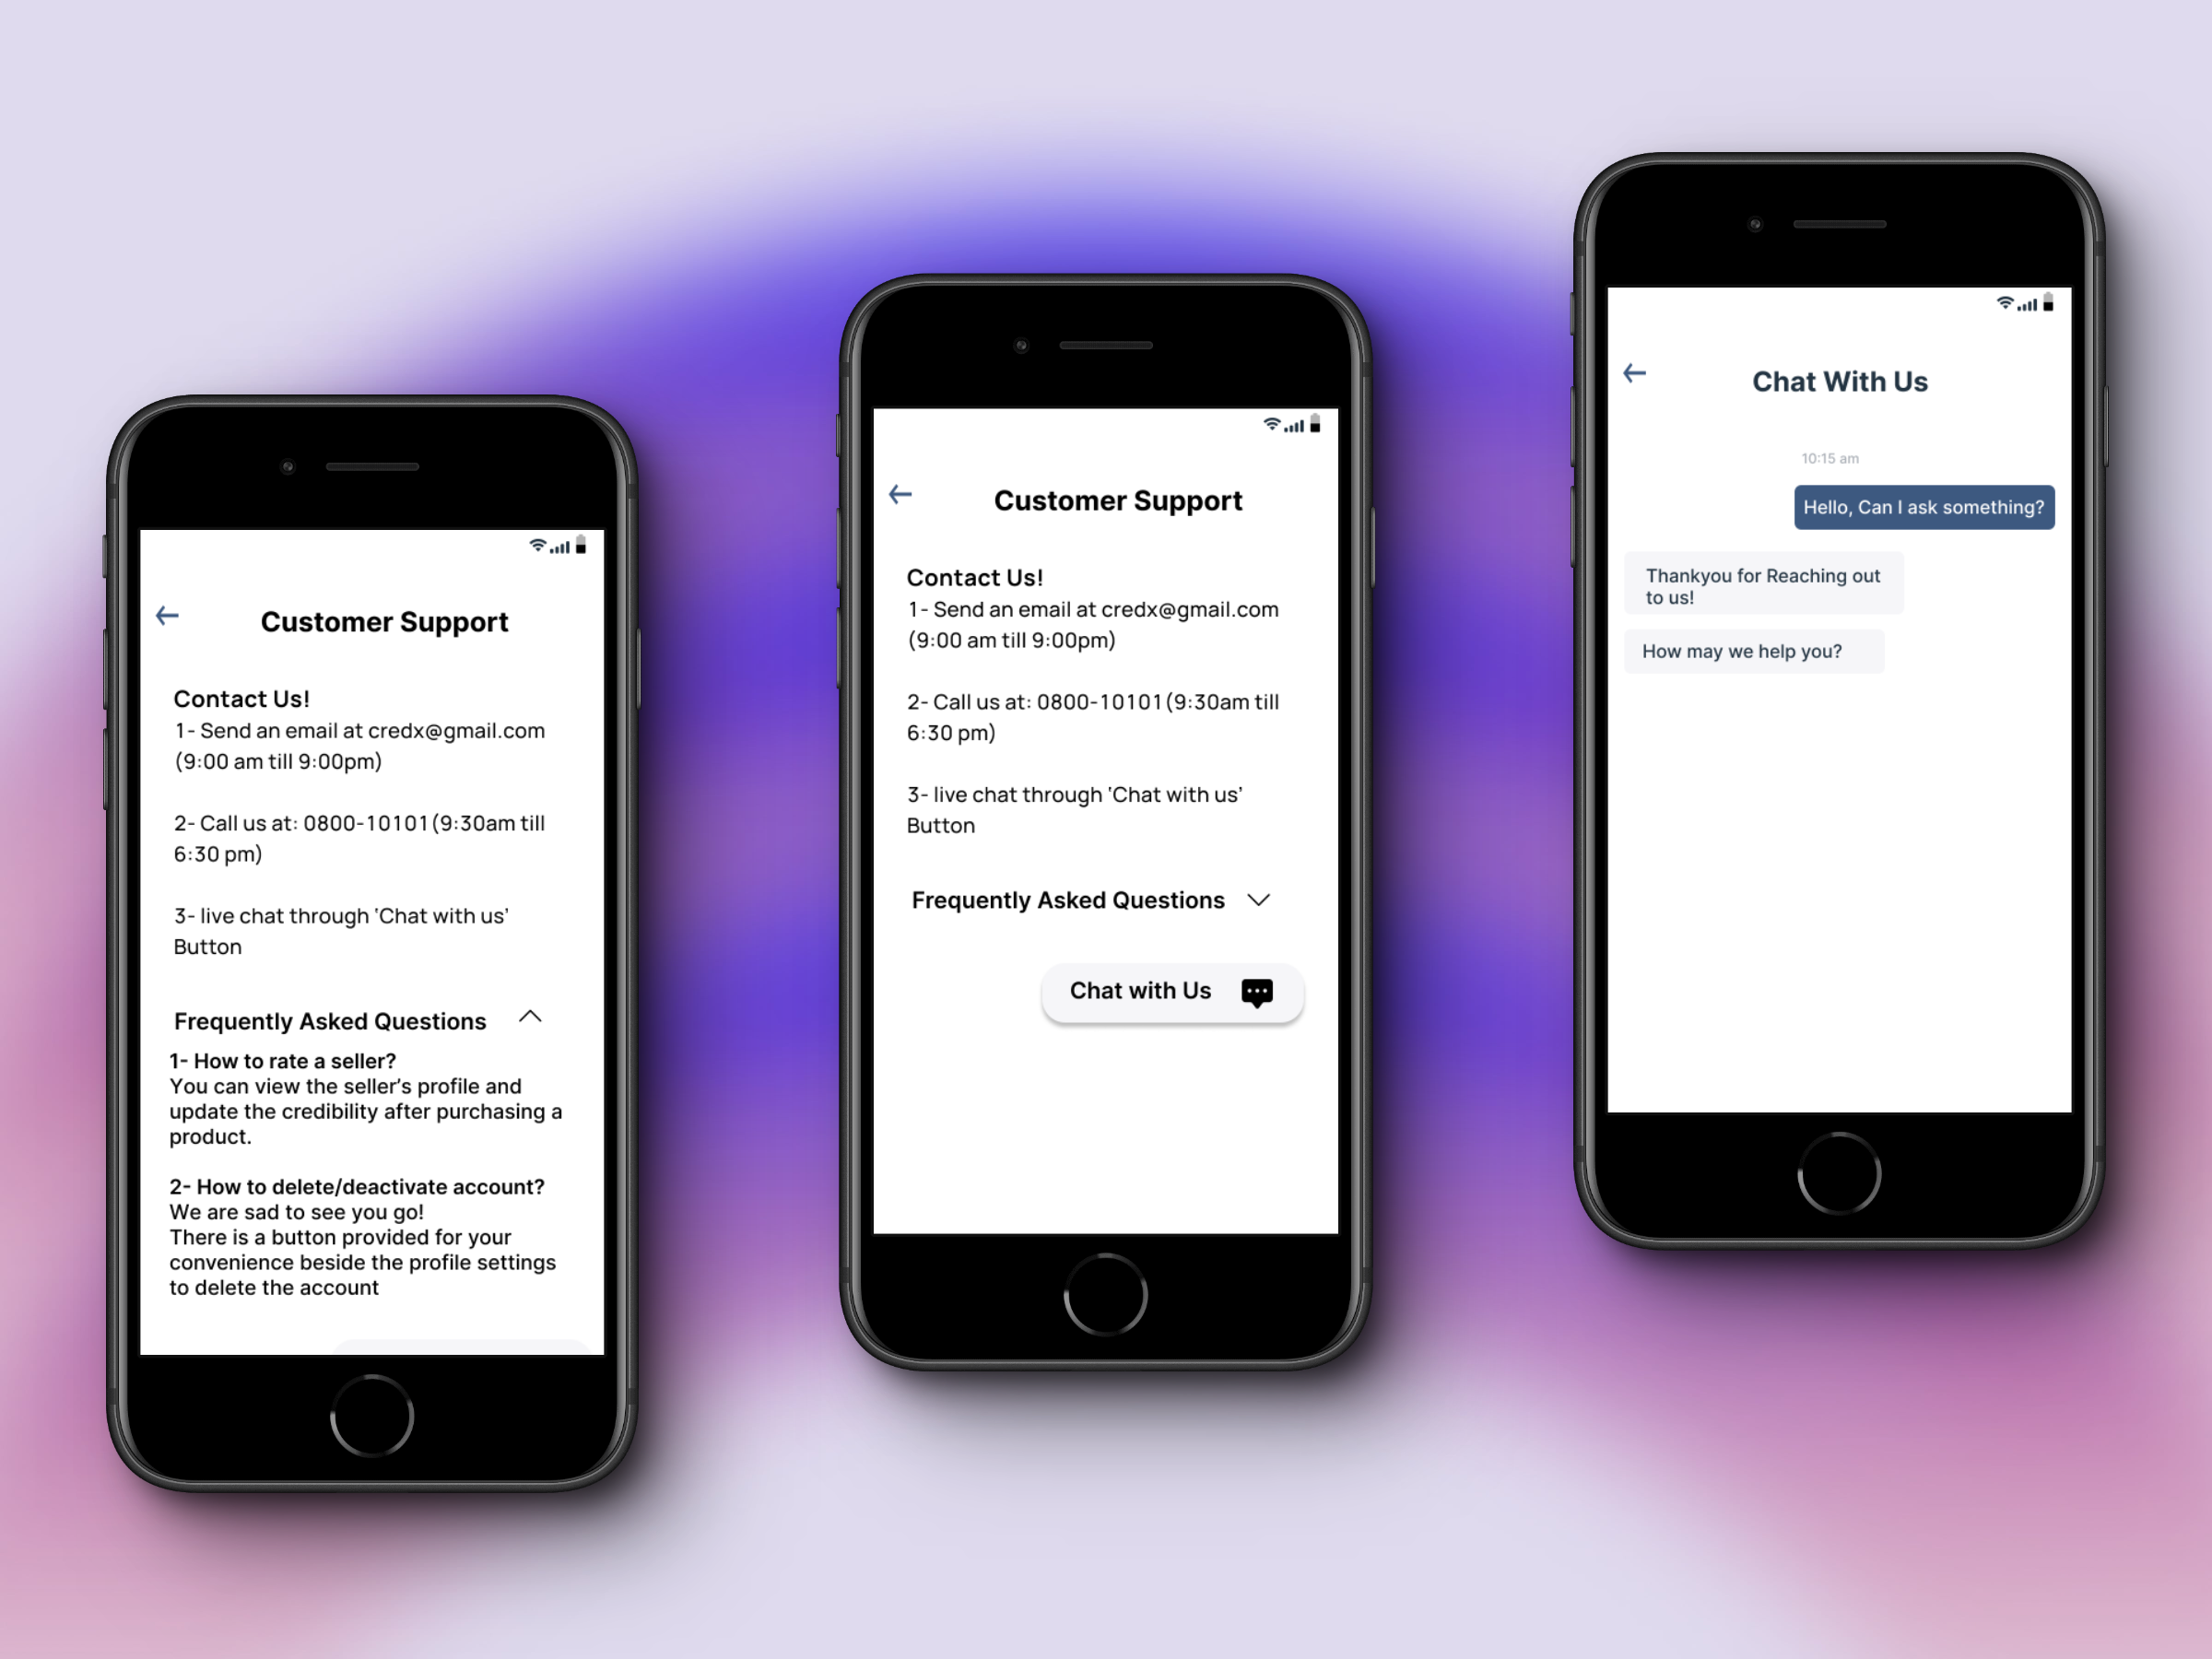 Customer Support
Contact Us!
1- Send an email at credx@gmail.com
(9:00 am till 9:00pm)
2- Call us at: 0800-10101(9:30am till
6:30 pm)
3- live chat through ‘Chat with us’
Button
Frequently Asked Questions
1- How to rate a seller?
You can view the seller’s profile and
update the credibility after purchasing a
product.
2- How to delete/deactivate account?
We are sad to see you go!
There is a button provided for your
convenience beside the profile settings
to delete the account
Customer Support
Contact Us!
1- Send an email at credx@gmail.com
(9:00 am till 9:00pm)
2- Call us at: 0800-10101(9:30am till
6:30 pm)
3- live chat through ‘Chat with us’
Button
Frequently Asked Questions
Chat with Us
Chat With Us
10:15 am
Hello, Can I ask something?
Thankyou for Reaching out
to us!
How may we help you?